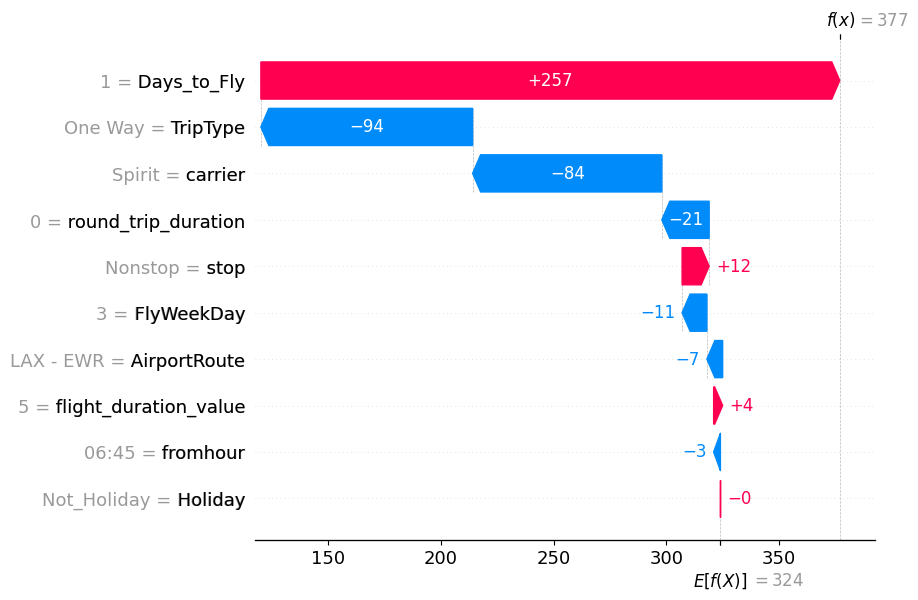 f(x) = 377
1 = Days_to_Fly
+257
One Way = TripType
−94
Spirit = carrier
−84
0 = round_trip_duration
−21
Nonstop = stop
+12
3 = FlyWeekDay
−11
LAX - EWR = AirportRoute
−7
5 = flight_duration_value
+4
06:45 = fromhour
−3
Not_Holiday = Holiday
−0
150 200 250 300 350
E[f(X)] = 324